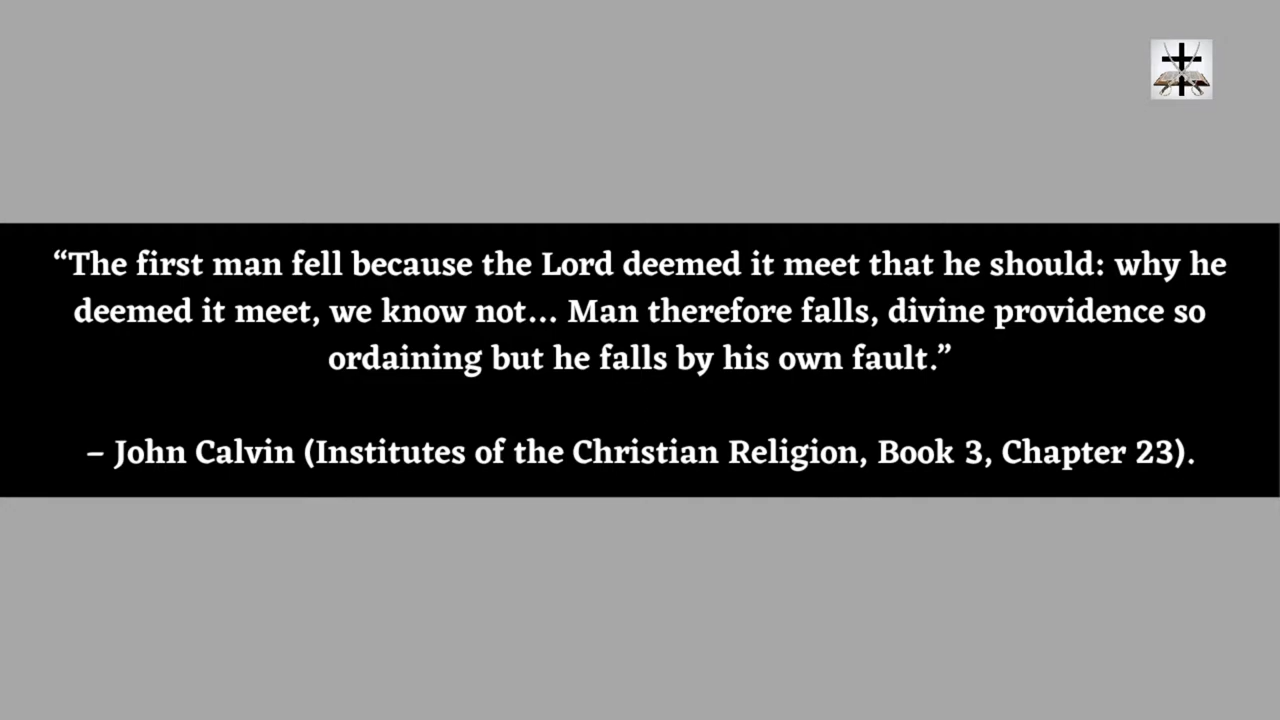 “The first man fell because the Lord deemed it meet that he should: why he
deemed it meet, we know not... Man therefore falls, divine providence so
ordaining but he falls by his own fault.”
– John Calvin (Institutes of the Christian Religion, Book 3, Chapter 23).